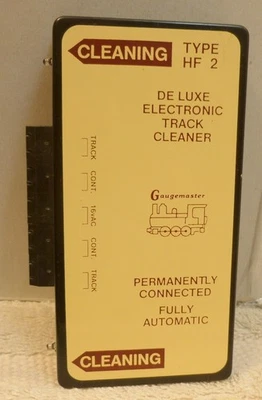 CLEANING
TYPE
HF 2
DE LUXE
ELECTRONIC
TRACK
CLEANER
TRACK
CONT.
16vAC
CONT.
TRACK
Gaugemaster
PERMANENTLY
CONNECTED
FULLY
AUTOMATIC
CLEANING